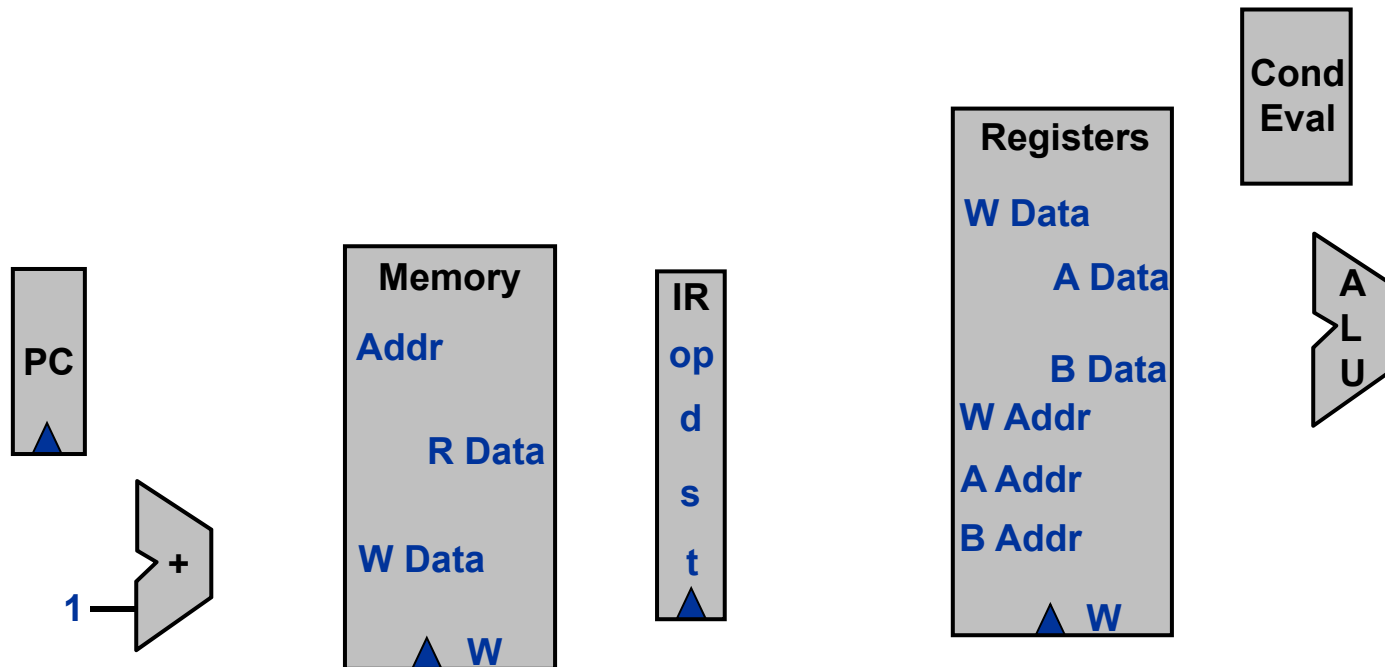 Cond
Eval
Registers
W Data
A Data
B Data
W Addr
A Addr
B Addr
W
Memory
Addr
R Data
W Data
W
IR
op
d
s
t
PC
+
1
A
L
U